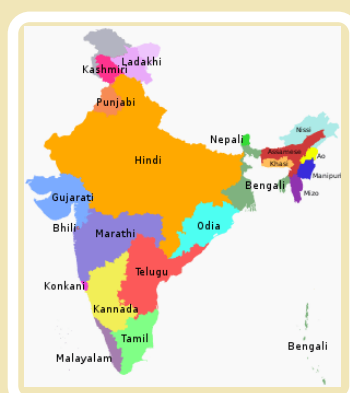 Ladakhi
Kashmiri
Punjabi
Nissi
Nepali
Assamese
Ao
Hindi
Khasi
Manipuri
Bengali
Mizo
Gujarati
Bhili
Odia
Marathi
Telugu
Konkani
Kannada
Tamil
Bengali
Malayalam